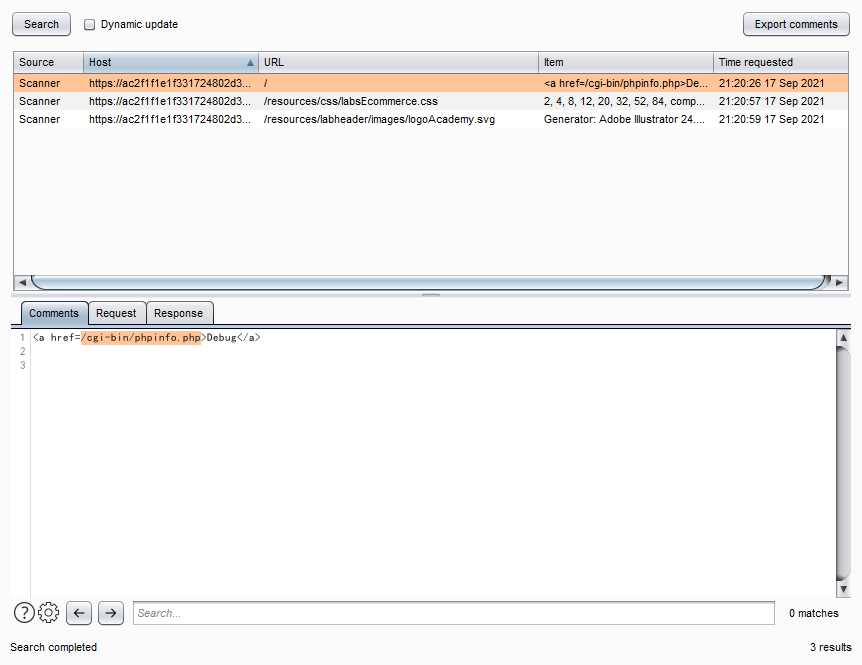 Search Dynamic update Export comments
Source Host URL Item Time requested
Scanner https://ac2f1f1e1f331724802d3... / <a href=/cgi-bin/phpinfo.php>De... 21:20:26 17 Sep 2021
Scanner https://ac2f1f1e1f331724802d3... /resources/css/labsEcommerce.css 2, 4, 8, 12, 20, 32, 52, 84, comp... 21:20:57 17 Sep 2021
Scanner https://ac2f1f1e1f331724802d3... /resources/labheader/images/logoAcademy.svg Generator: Adobe Illustrator 24.... 21:20:59 17 Sep 2021
Comments Request Response
1 <a href=/cgi-bin/phpinfo.php>Debug</a>
2
3
? Search... 0 matches
Search completed 3 results